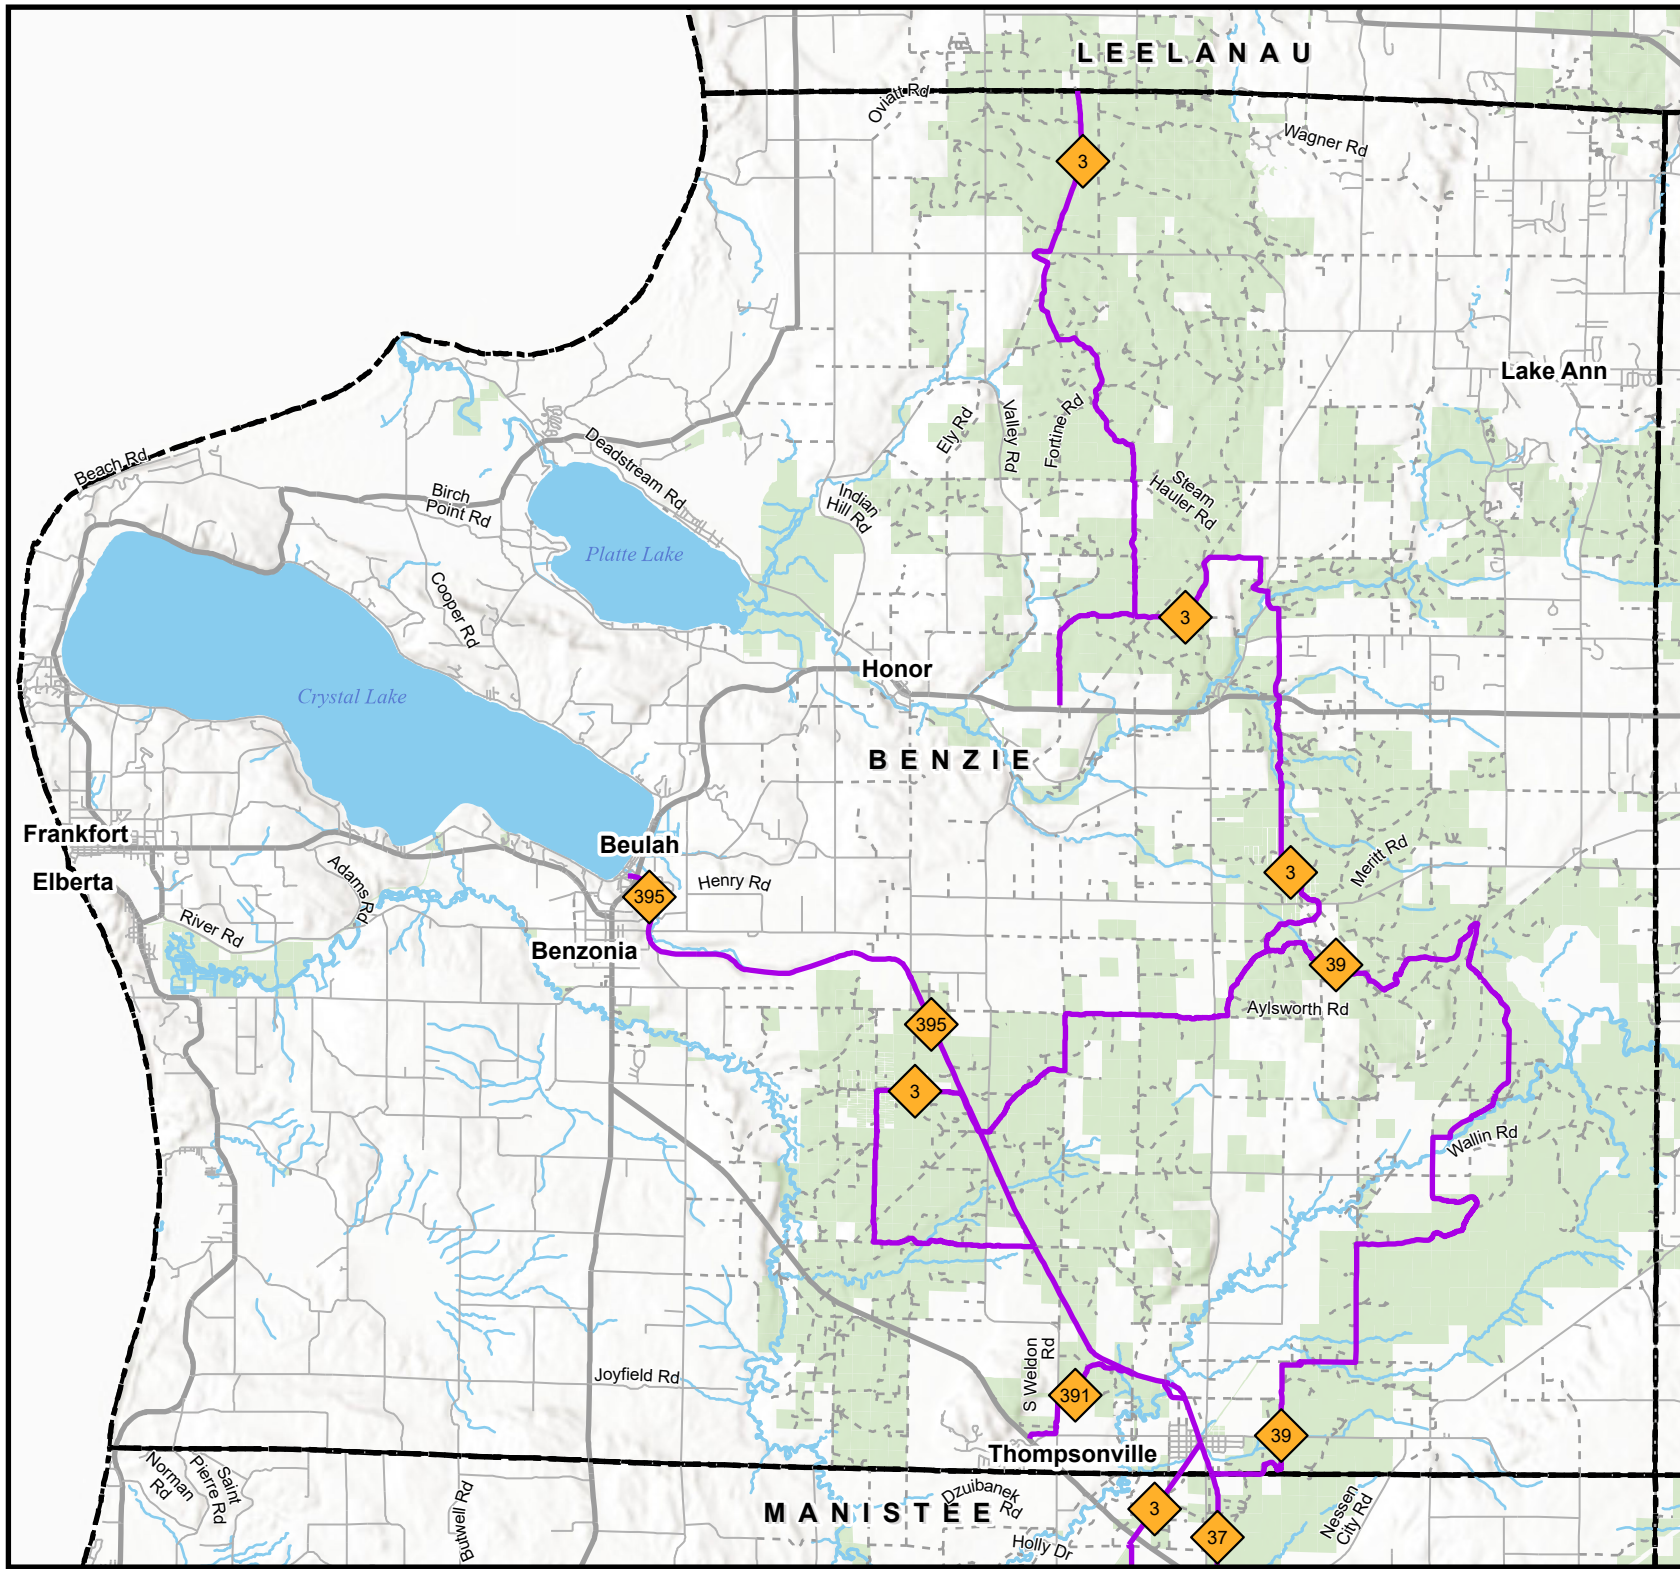 LEELANAU
Oviatt Rd
Wagner Rd
3
Lake Ann
Ely Rd
Valley Rd
Fortine Rd
Beach Rd
Deadstream Rd
Birch
Point Rd
Indian
Hill Rd
Steam
Hauler Rd
Platte Lake
Cooper Rd
3
Honor
Crystal Lake
BENZIE
Frankfort
Beulah
Elberta
Adams Rd
395
Henry Rd
3
Meritt Rd
River Rd
Benzonia
39
Aylsworth Rd
395
3
Wallin Rd
S Weldon
Rd
Joyfield Rd
391
39
Thompsonville
Norman
Rd
Saint
Pierre Rd
Butwell Rd
MANISTEE
Dzuibanek
Rd
3
Nessen
City Rd
37
Holly Dr